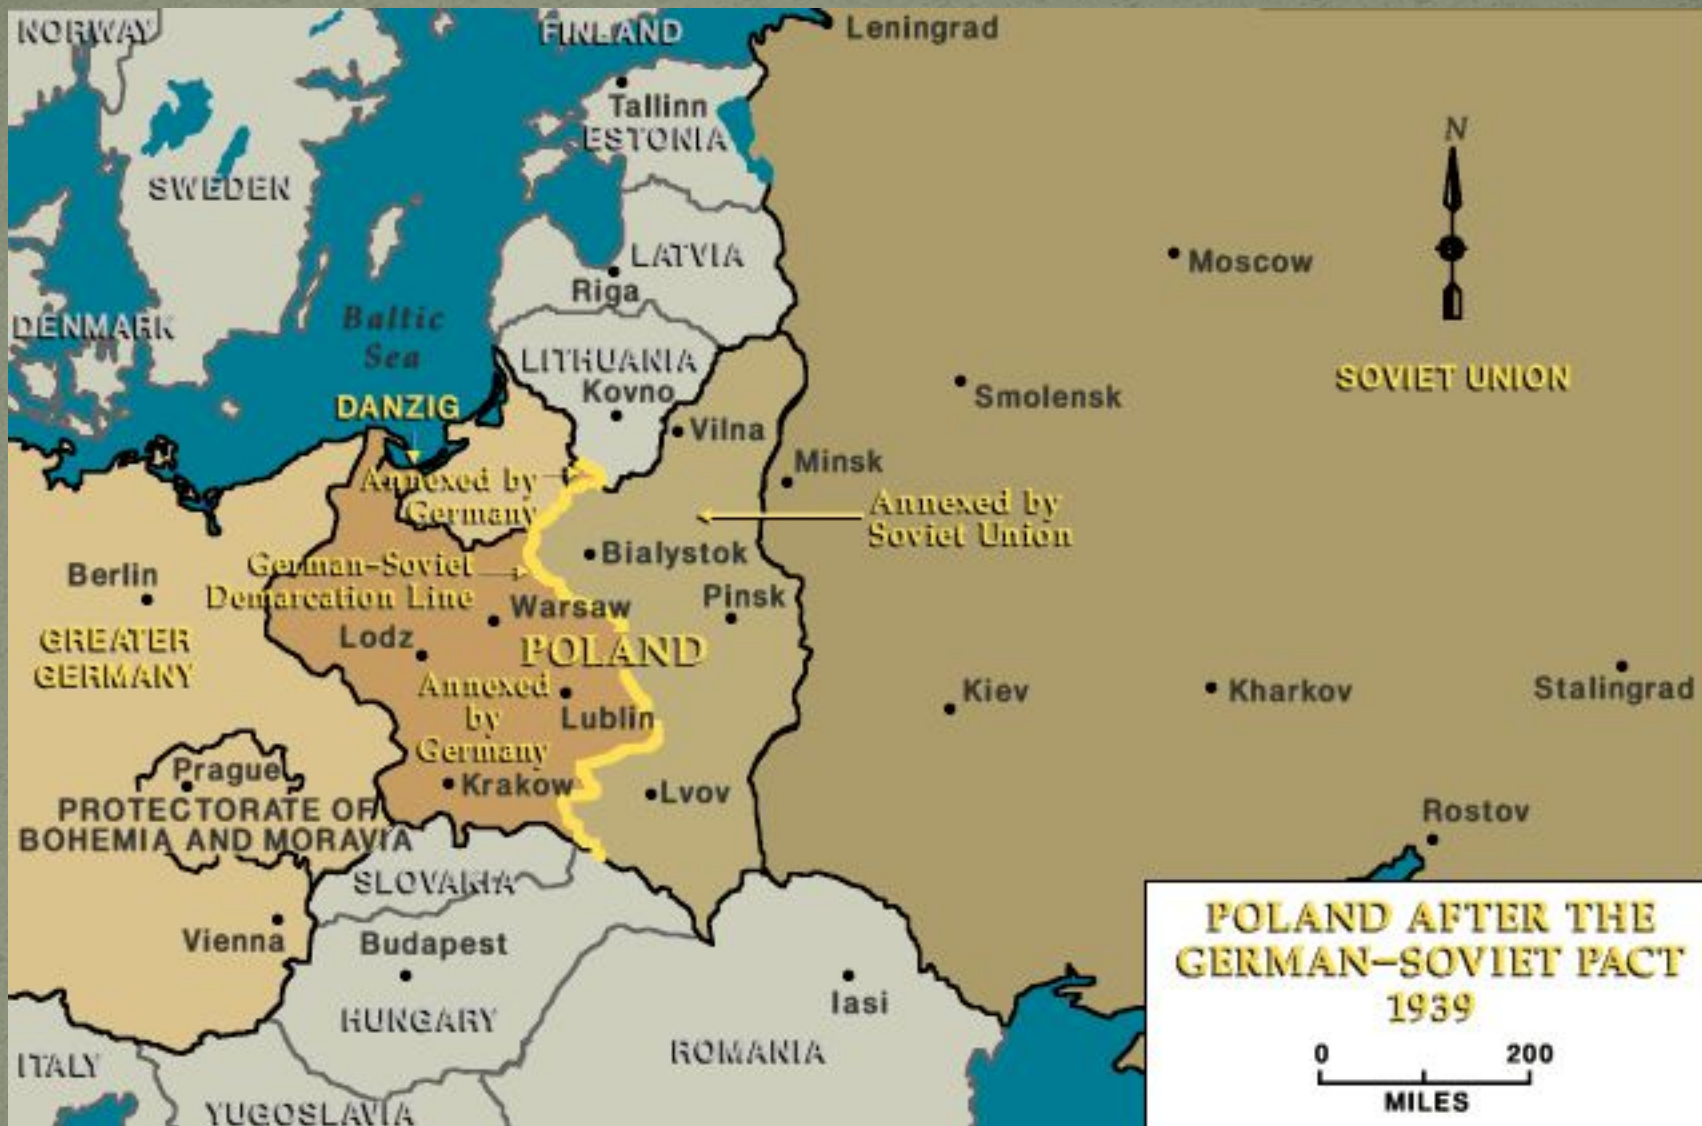 NORWAY
FINLAND
Leningrad
Tallinn
ESTONIA
N
SWEDEN
LATVIA
Riga
Moscow
Baltic
Sea
DENMARK
LITHUANIA
Kovno
SOVIET UNION
Smolensk
DANZIG
Vilna
Minsk
Annexed by
Germany
Annexed by
Soviet Union
Bialystok
German-Soviet
Demarcation Line
Berlin
Warsaw
Pinsk
Lodz
POLAND
GREATER
GERMANY
Annexed
by
Germany
Lublin
Kiev
Kharkov
Stalingrad
Prague
Krakow
Lvov
PROTECTORATE OF
BOHEMIA AND MORAVIA
Rostov
SLOVAKIA
Vienna
Budapest
Iasi
HUNGARY
ROMANIA
ITALY
YUGOSLAVIA
POLAND AFTER THE
GERMAN-SOVIET PACT
1939
0 200
MILES